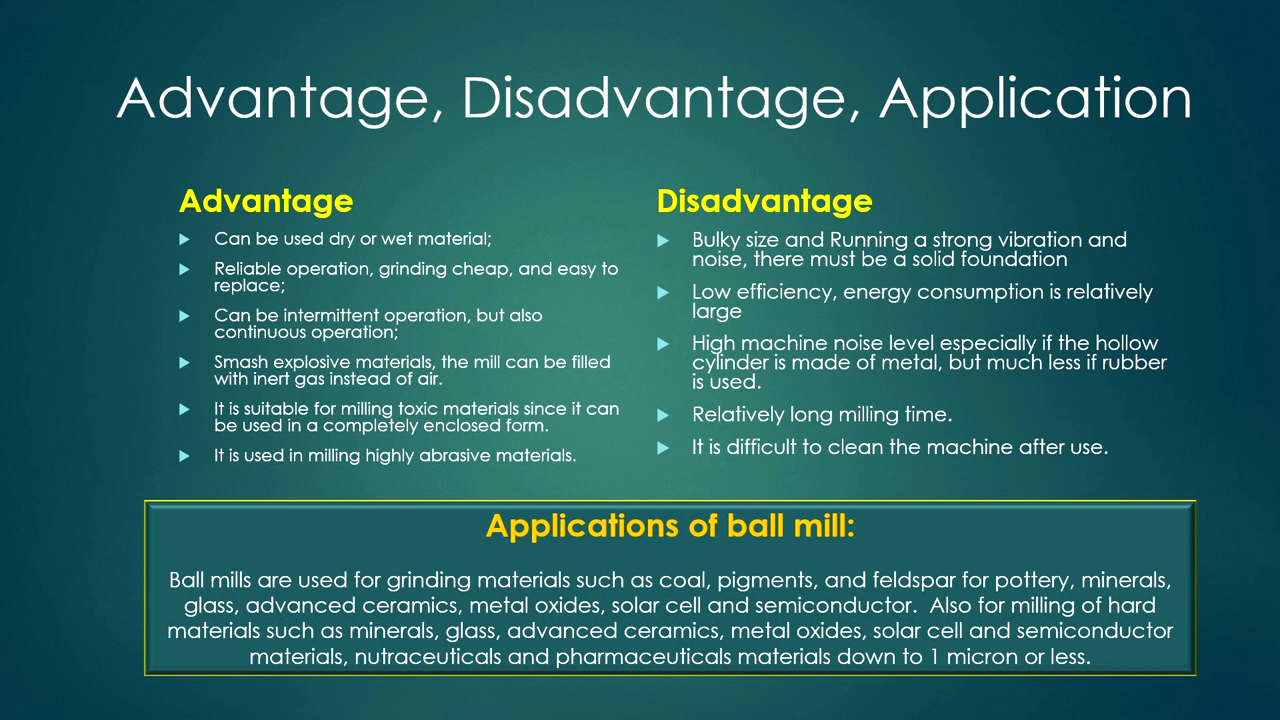 Advantage, Disadvantage, Application
Advantage
Can be used dry or wet material;
Reliable operation, grinding cheap, and easy to
replace;
Can be intermittent operation, but also
continuous operation;
Smash explosive materials, the mill can be filled
with inert gas instead of air.
It is suitable for milling toxic materials since it can
be used in a completely enclosed form.
It is used in milling highly abrasive materials.
Disadvantage
Bulky size and Running a strong vibration and
noise, there must be a solid foundation
Low efficiency, energy consumption is relatively
large
High machine noise level especially if the hollow
cylinder is made of metal, but much less if rubber
is used.
Relatively long milling time.
It is difficult to clean the machine after use.
Applications of ball mill:
Ball mills are used for grinding materials such as coal, pigments, and feldspar for pottery, minerals,
glass, advanced ceramics, metal oxides, solar cell and semiconductor.  Also for milling of hard
materials such as minerals, glass, advanced ceramics, metal oxides, solar cell and semiconductor
materials, nutraceuticals and pharmaceuticals materials down to 1 micron or less.